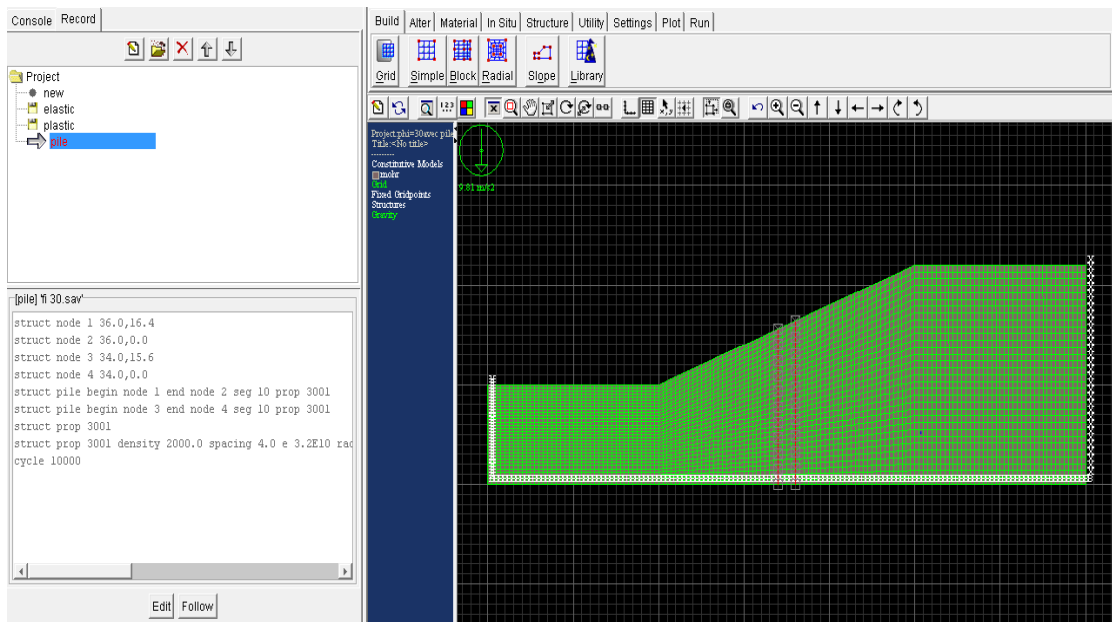 Console Record
Build Alter Material In Situ Structure Utility Settings Plot Run
Grid Simple Block Radial Slope Library
Project
new
elastic
plastic
pile
[pile] 'fi 30.sav'
struct node 1 36.0,16.4
struct node 2 36.0,0.0
struct node 3 34.0,15.6
struct node 4 34.0,0.0
struct pile begin node 1 end node 2 seg 10 prop 3001
struct pile begin node 3 end node 4 seg 10 prop 3001
struct prop 3001
struct prop 3001 density 2000.0 spacing 4.0 e 3.2E10 rad
cycle 10000
Edit Follow
123
Project:phi=30avec pile
Title:<No title>
---------
Constitutive Models
mohr
Grid
Fixed Gridpoints
Structures
Gravity
9.81 m/s2